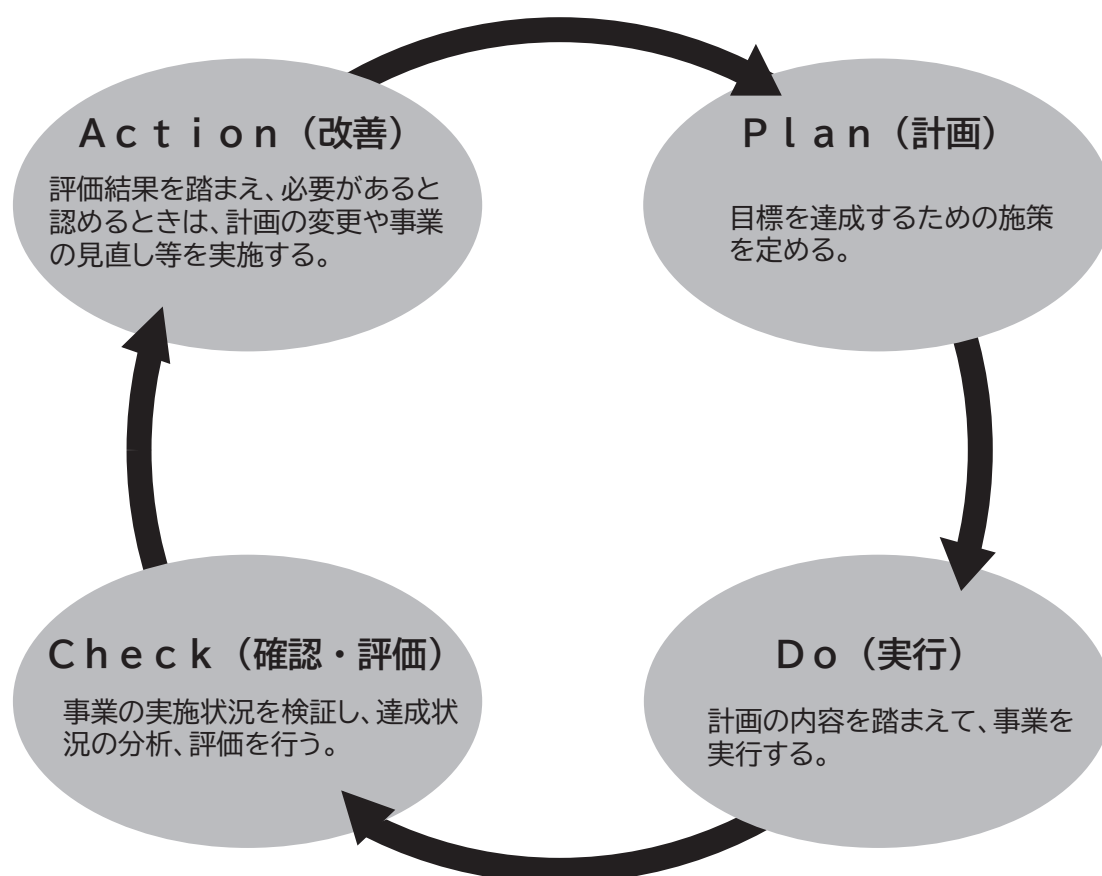 Action（改善）
評価結果を踏まえ、必要があると
認めるときは、計画の変更や事業
の見直し等を実施する。
Plan（計画）
目標を達成するための施策
を定める。
Check（確認・評価）
事業の実施状況を検証し、達成状
況の分析、評価を行う。
Do（実行）
計画の内容を踏まえて、事業を
実行する。